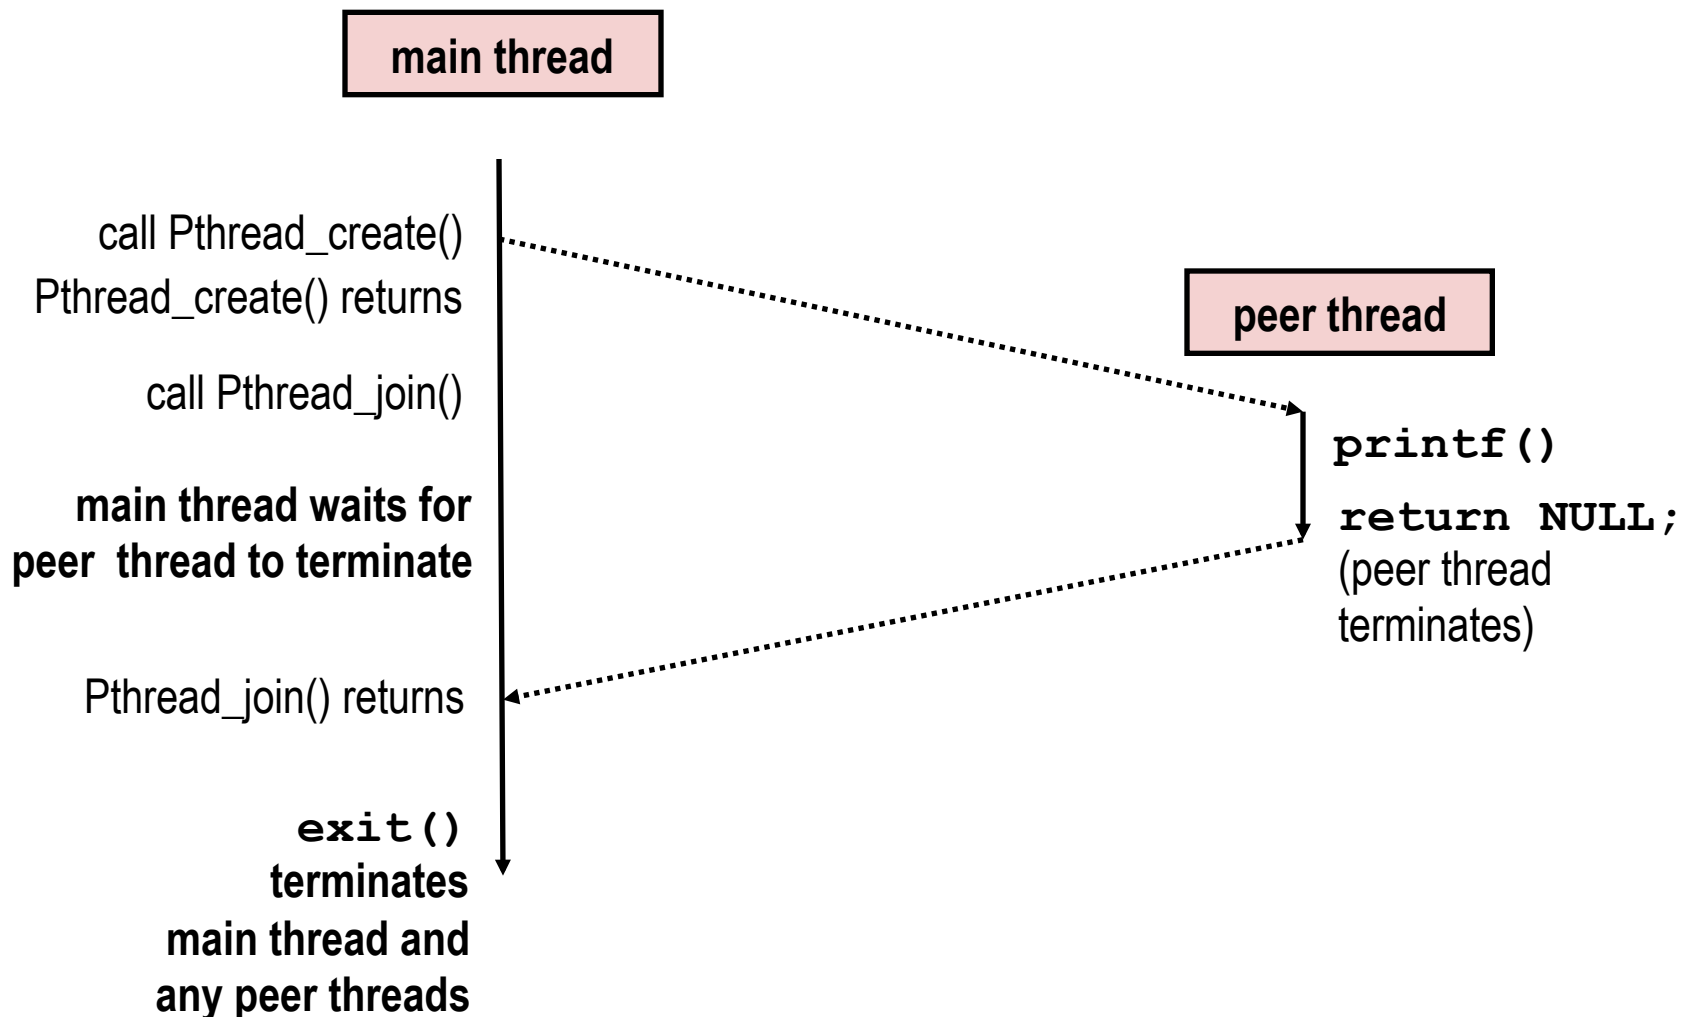 main thread
call Pthread_create()
Pthread_create() returns
call Pthread_join()
main thread waits for
peer  thread to terminate
Pthread_join() returns
exit()
terminates
main thread and
any peer threads
peer thread
printf()
return NULL;
(peer thread
terminates)